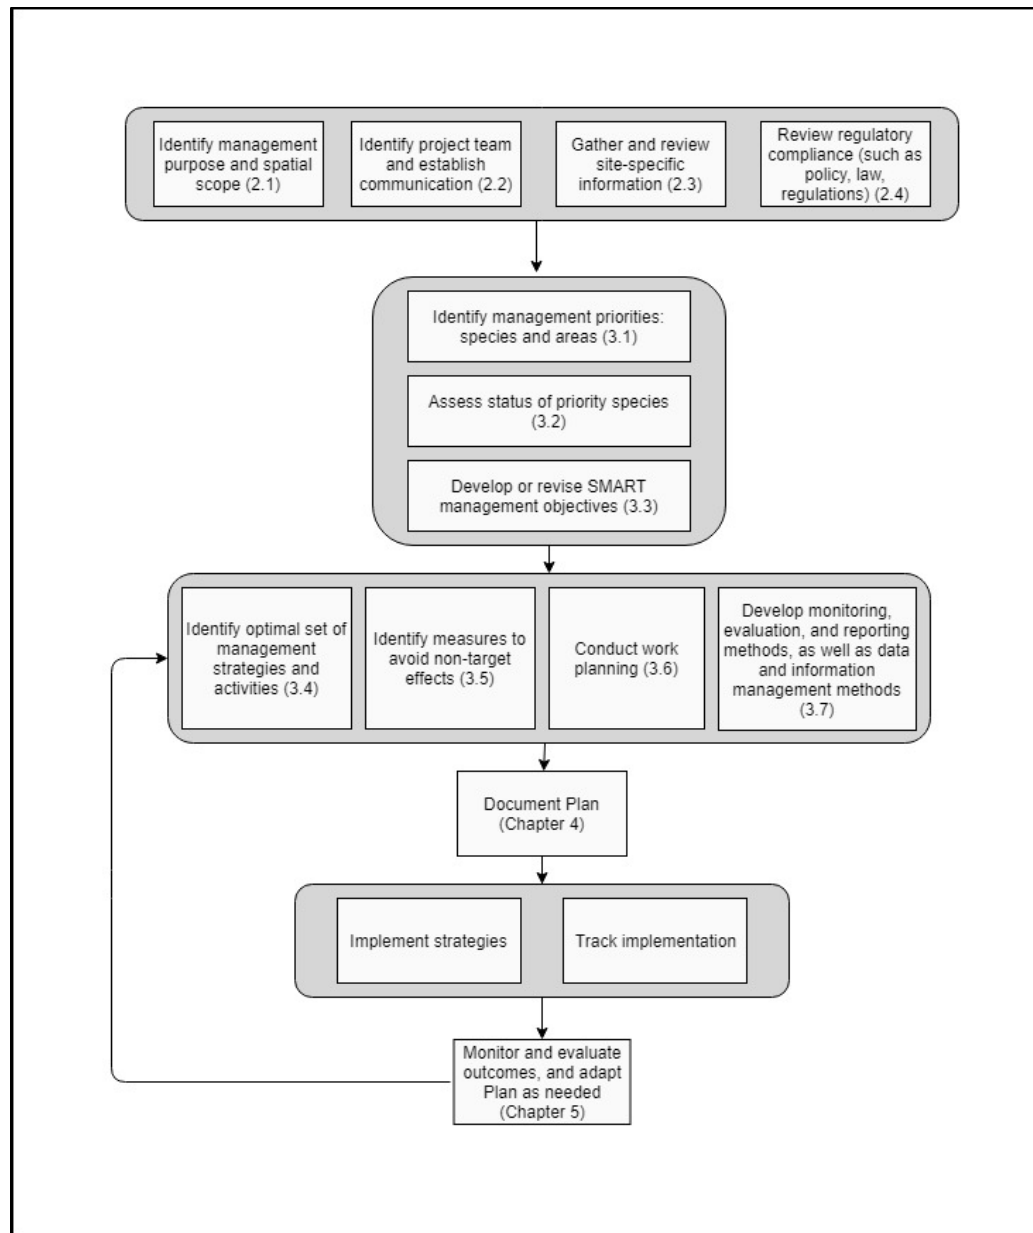 Identify management
purpose and spatial
scope (2.1)
Identify project team
and establish
communication (2.2)
Gather and review
site-specific
information (2.3)
Review regulatory
compliance (such as
policy, law,
regulations) (2.4)
Identify management priorities:
species and areas (3.1)
Assess status of priority species
(3.2)
Develop or revise SMART
management objectives (3.3)
Identify optimal set of
management
strategies and
activities (3.4)
Identify measures to
avoid non-target
effects (3.5)
Conduct work
planning (3.6)
Develop monitoring,
evaluation, and reporting
methods, as well as data
and information
management methods
(3.7)
Document Plan
(Chapter 4)
Implement strategies
Track implementation
Monitor and evaluate
outcomes, and adapt
Plan as needed
(Chapter 5)